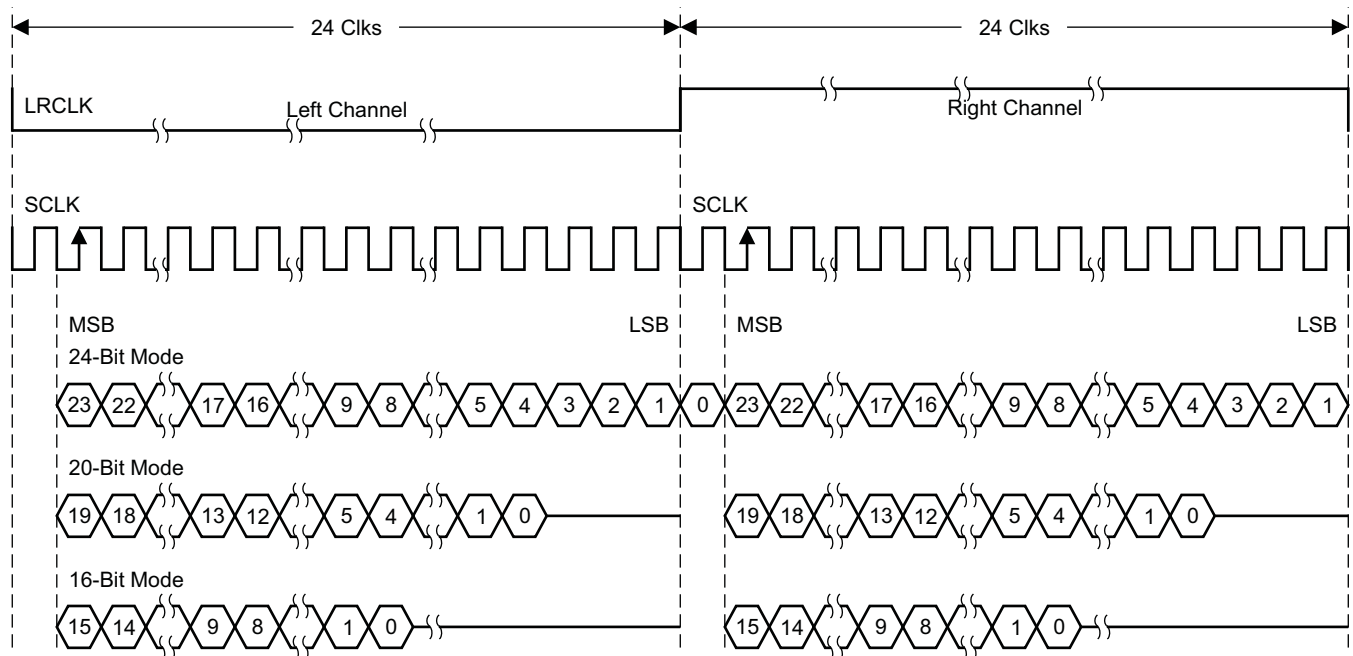 24 Clks 24 Clks
LRCLK Left Channel Right Channel
SCLK SCLK
MSB LSB MSB LSB
24-Bit Mode
23 22 17 16 9 8 5 4 3 2 1 0 23 22 17 16 9 8 5 4 3 2 1
20-Bit Mode
19 18 13 12 5 4 1 0 19 18 13 12 5 4 1 0
16-Bit Mode
15 14 9 8 1 0 15 14 9 8 1 0